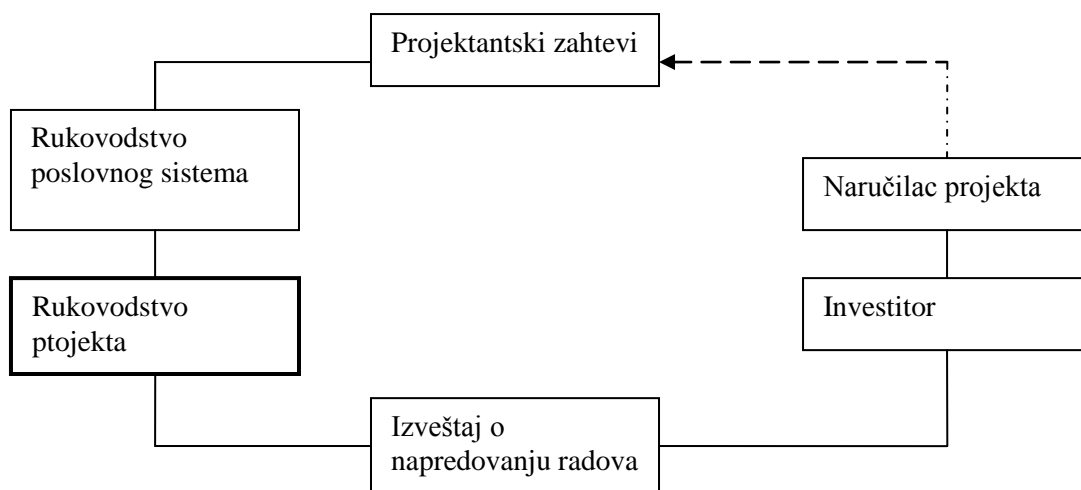 Projektantski zahtevi
Rukovodstvo
poslovnog sistema
Naručilac projekta
Rukovodstvo
ptojekta
Investitor
Izveštaj o
napredovanju radova